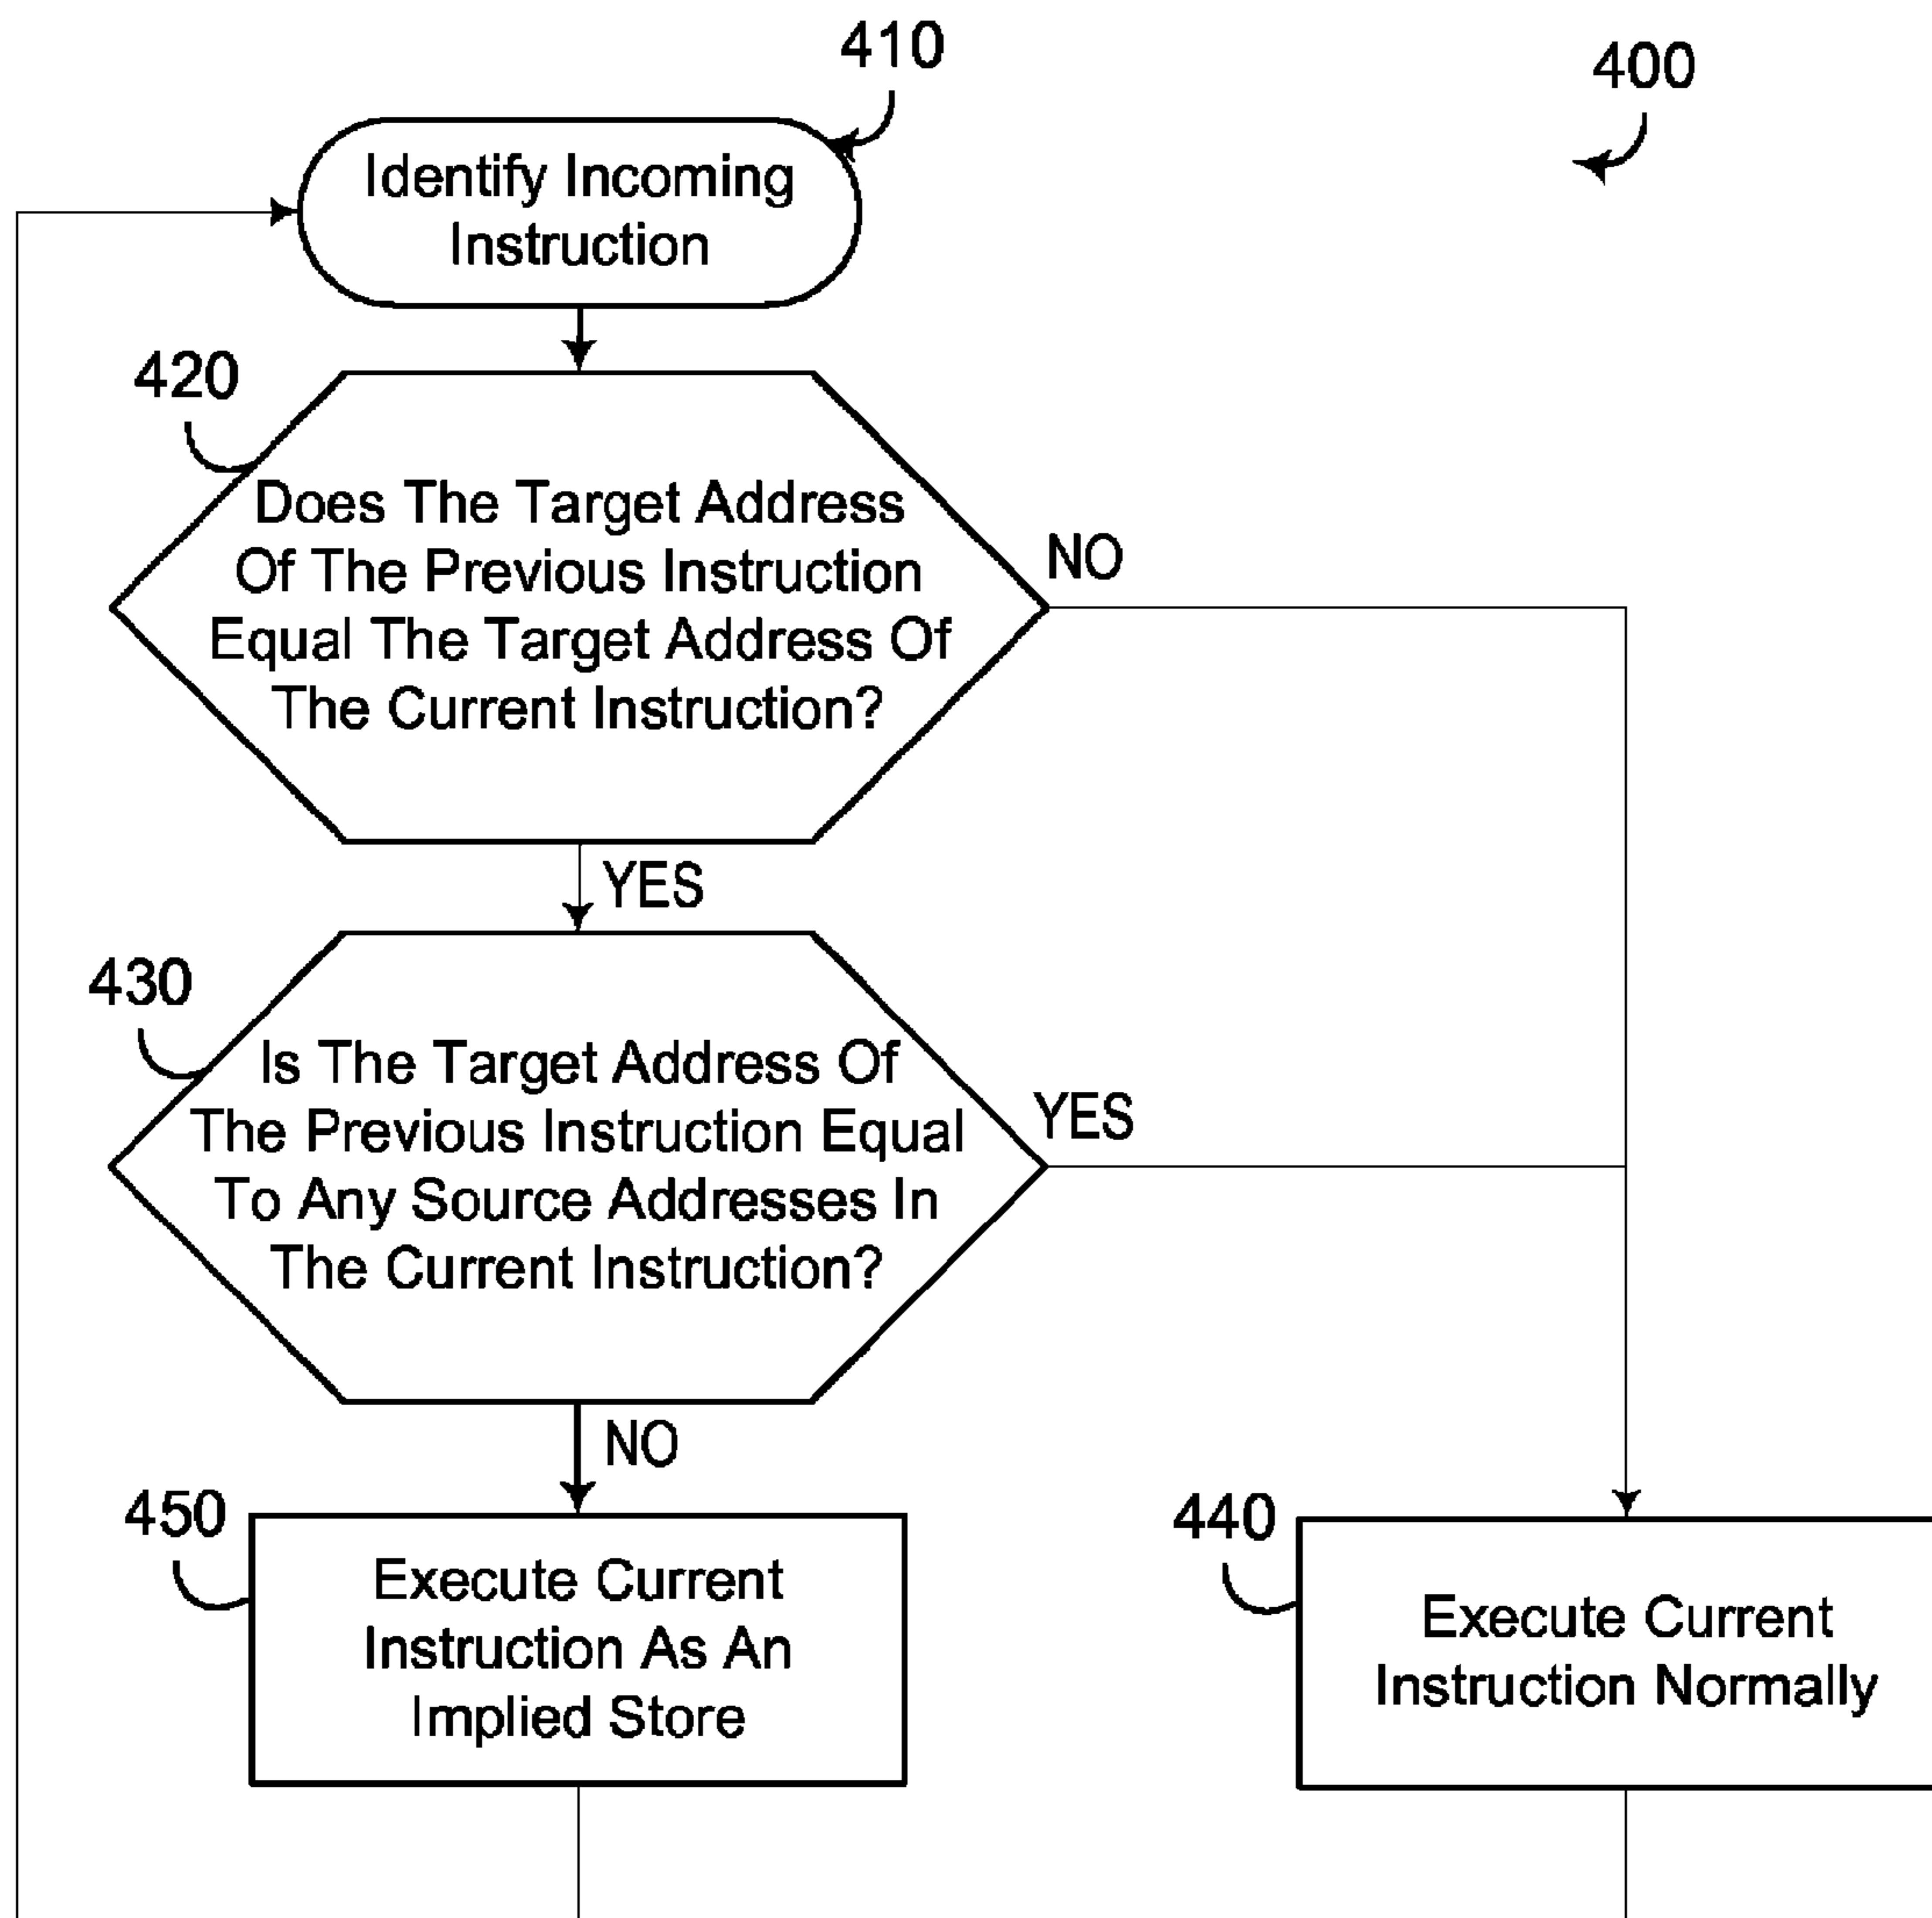 410
400
Identify Incoming
Instruction
420
Does The Target Address
Of The Previous Instruction
Equal The Target Address Of
The Current Instruction?
NO
YES
430
Is The Target Address Of
The Previous Instruction Equal
To Any Source Addresses In
The Current Instruction?
YES
NO
450
Execute Current
Instruction As An
Implied Store
440
Execute Current
Instruction Normally